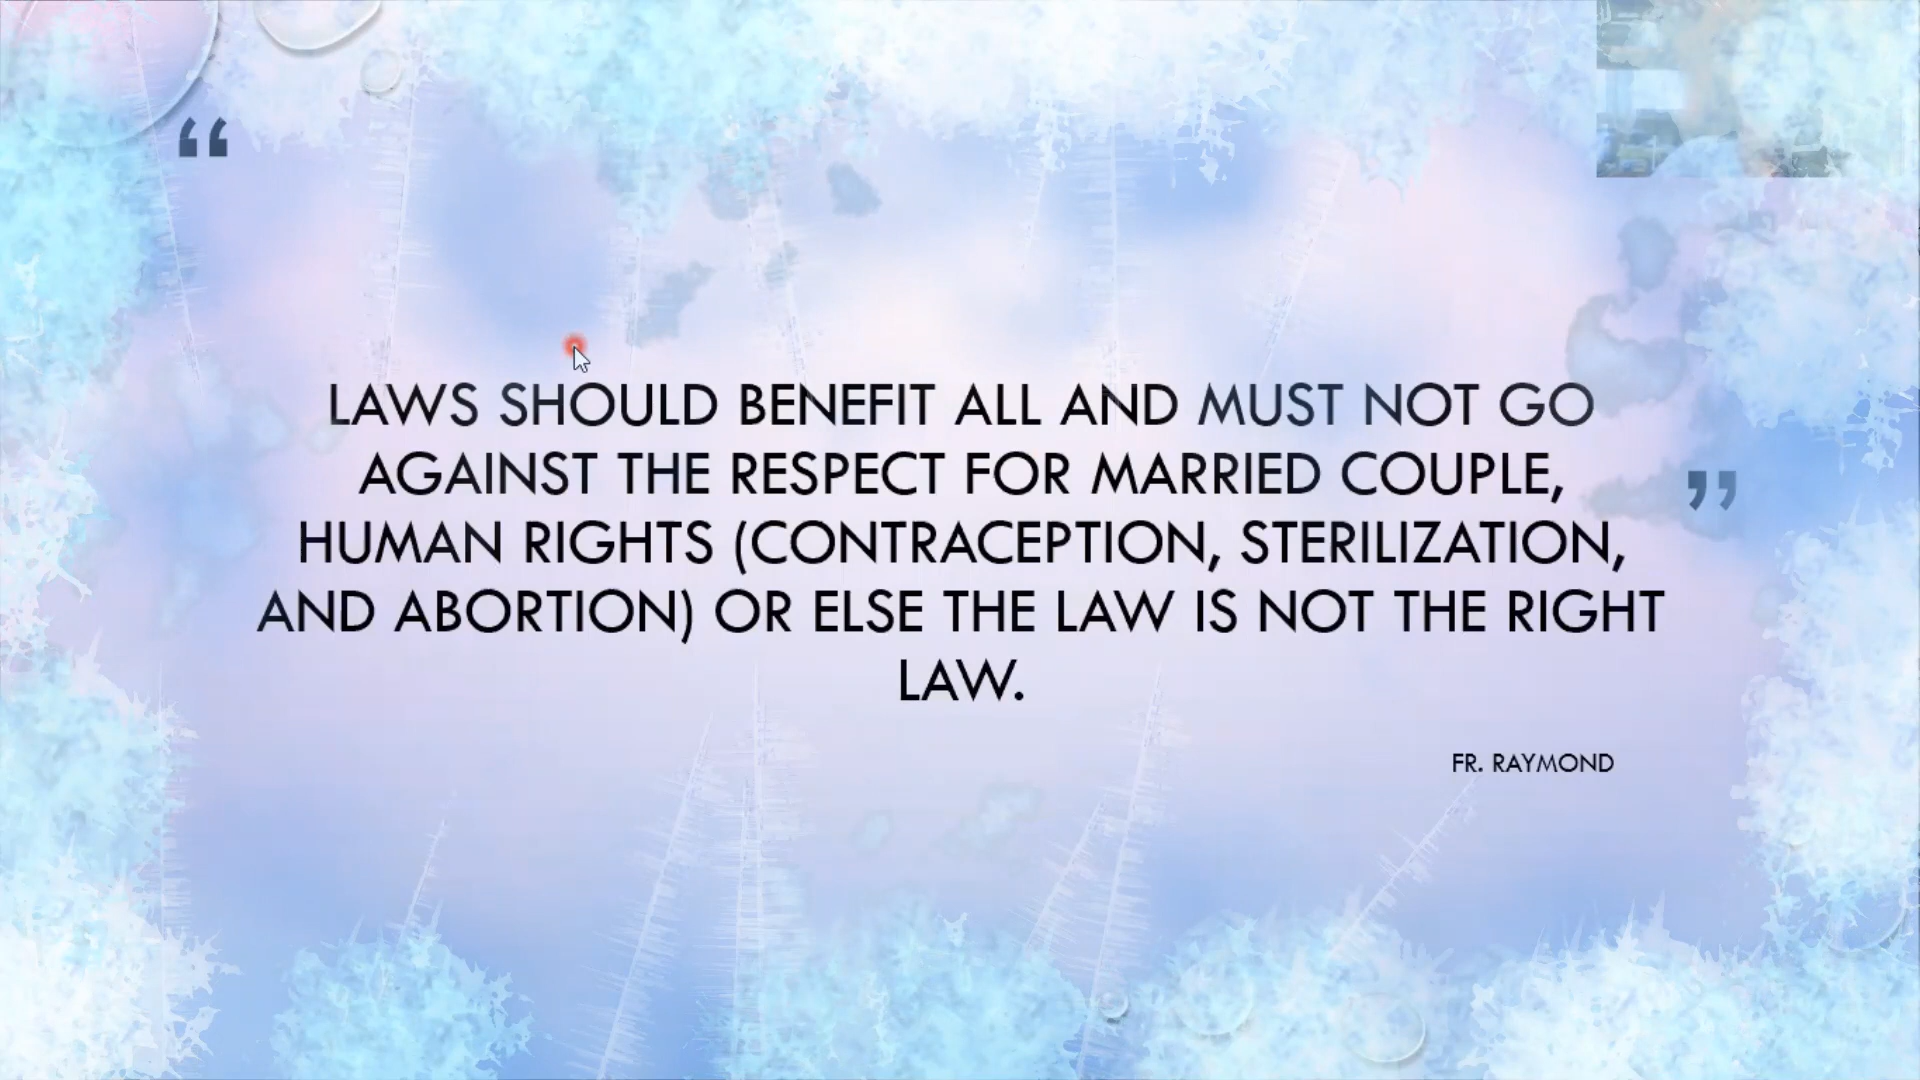 “
LAWS SHOULD BENEFIT ALL AND MUST NOT GO
AGAINST THE RESPECT FOR MARRIED COUPLE,
HUMAN RIGHTS (CONTRACEPTION, STERILIZATION,
AND ABORTION) OR ELSE THE LAW IS NOT THE RIGHT
LAW.
”
FR. RAYMOND